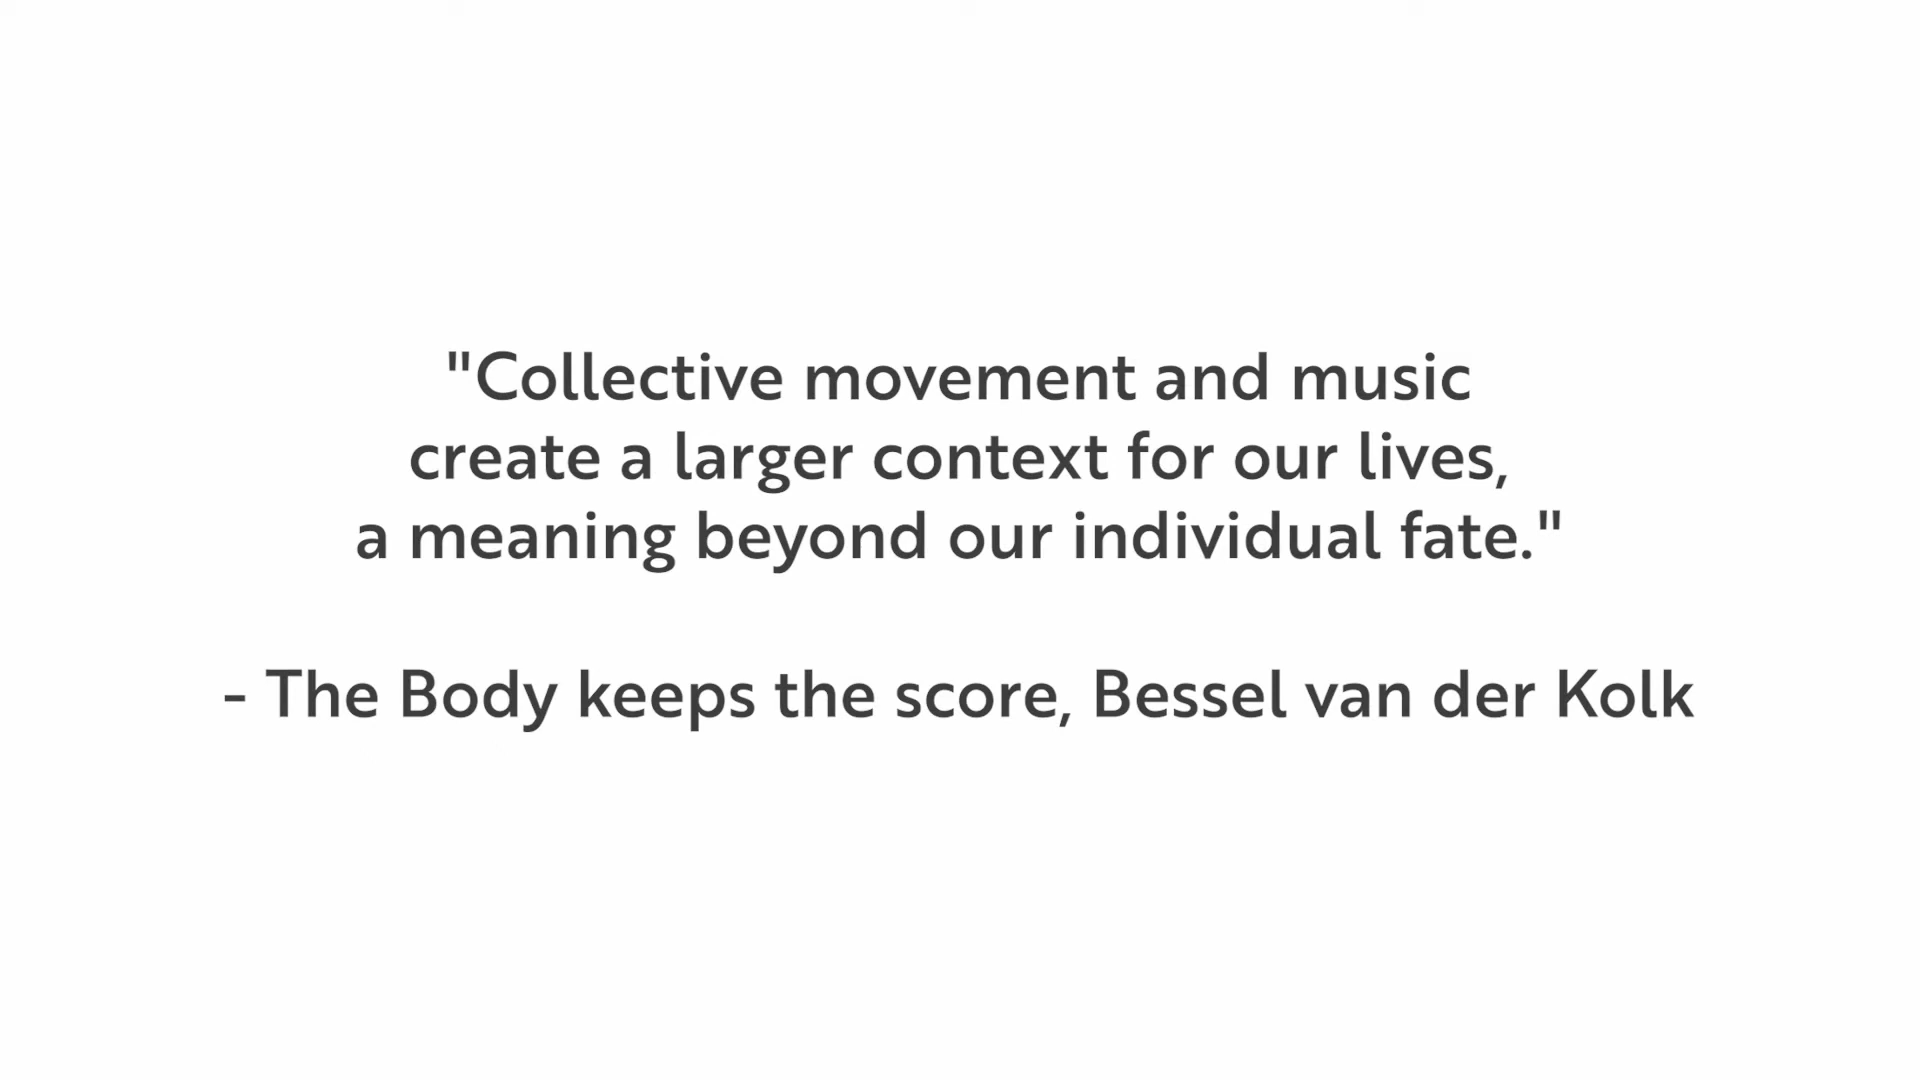 "Collective movement and music
create a larger context for our lives,
a meaning beyond our individual fate."
- The Body keeps the score, Bessel van der Kolk